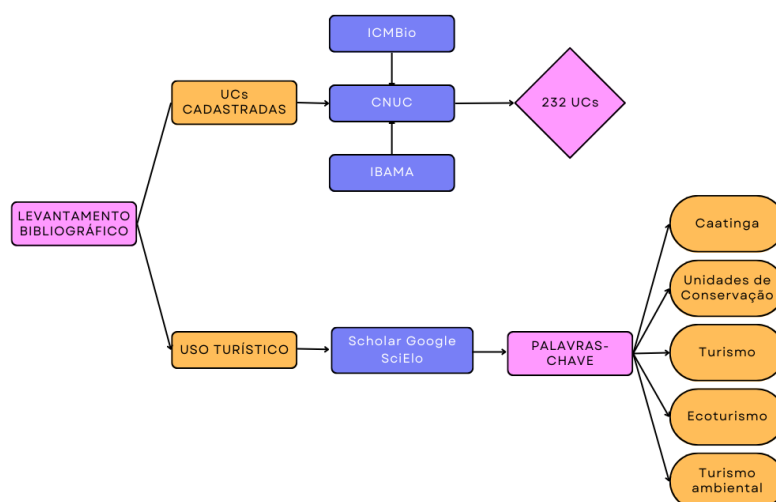 ICMBio
UCs
CADASTRADAS
CNUC
232 UCs
IBAMA
LEVANTAMENTO
BIBLIOGRÁFICO
USO TURÍSTICO
Scholar Google
SciElo
PALAVRAS-
CHAVE
Caatinga
Unidades de
Conservação
Turismo
Ecoturismo
Turismo
ambiental